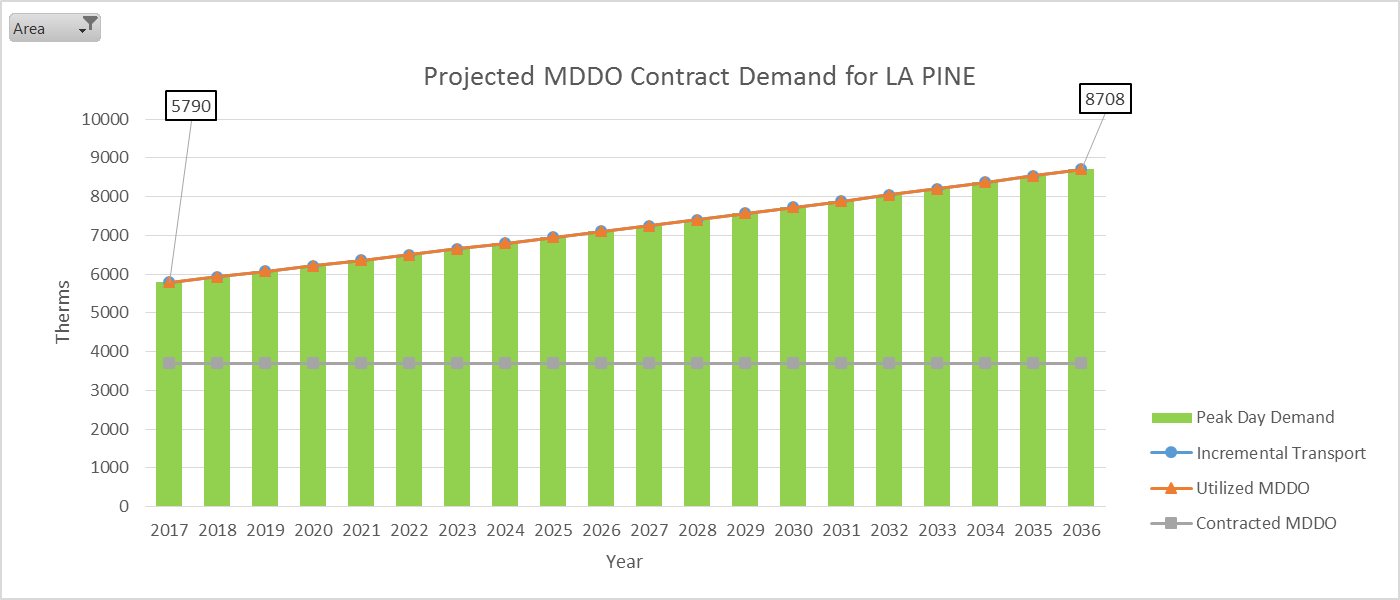 Area
Projected MDDO Contract Demand for LA PINE
5790
8708
10000
9000
8000
7000
6000
5000
4000
3000
2000
1000
0
Therms
2017 2018 2019 2020 2021 2022 2023 2024 2025 2026 2027 2028 2029 2030 2031 2032 2033 2034 2035 2036
Year
Peak Day Demand
Incremental Transport
Utilized MDDO
Contracted MDDO